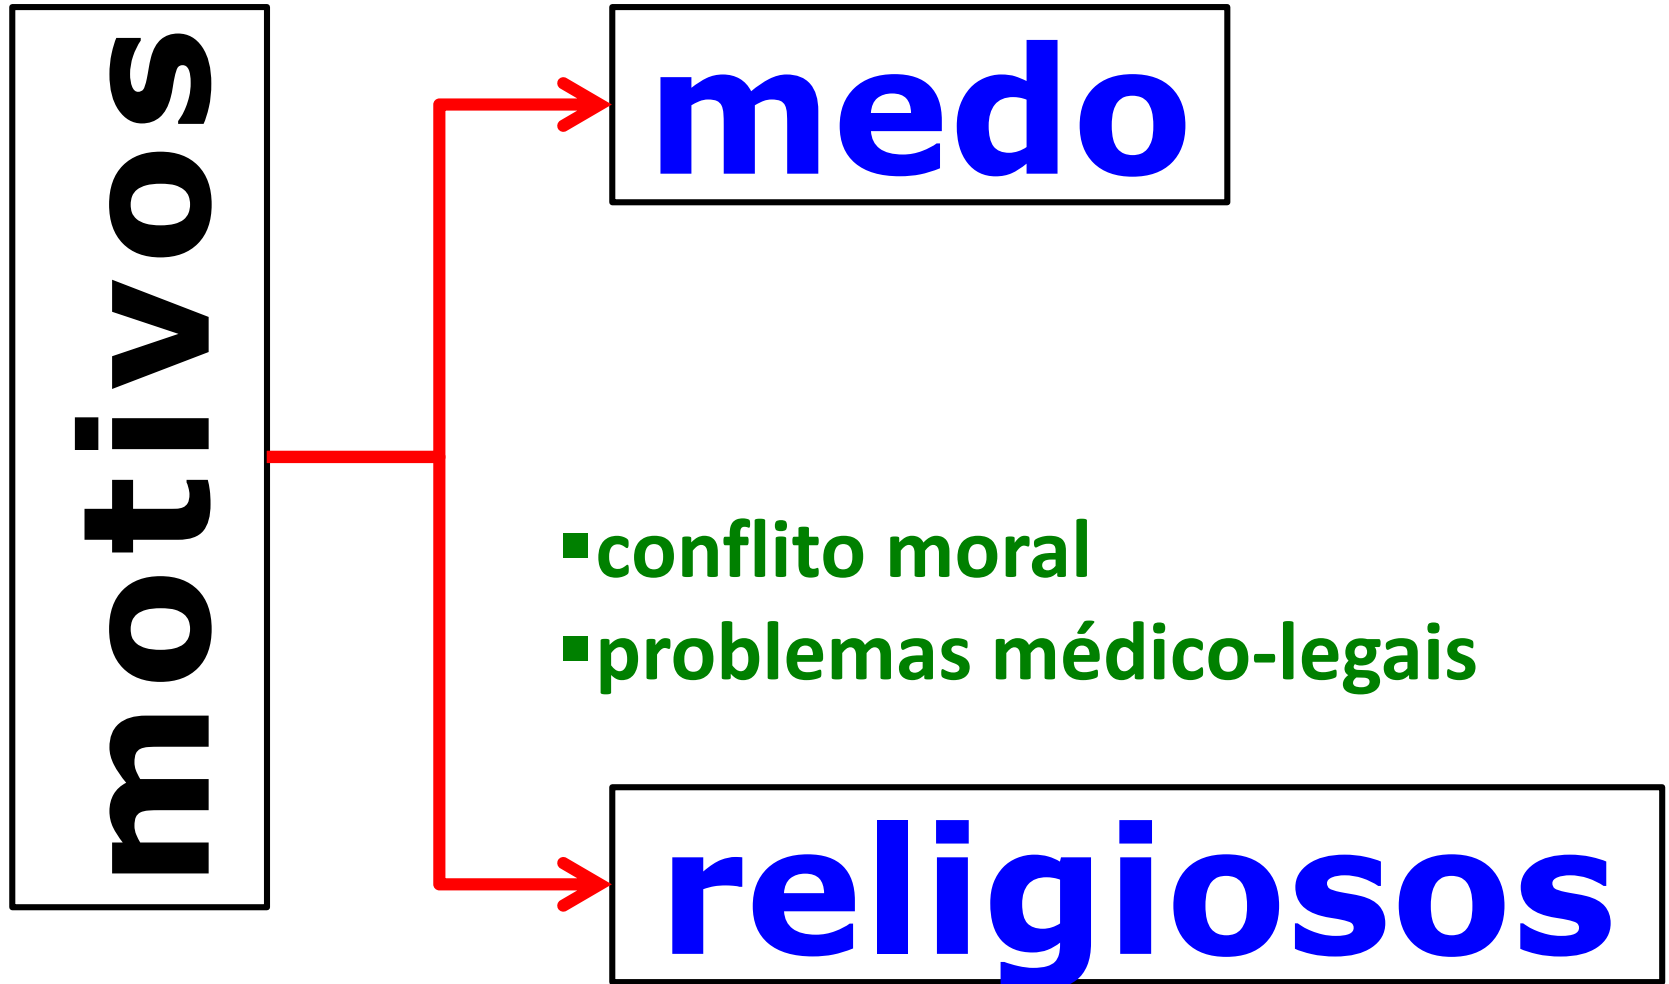 motivos
medo
▪conflito moral
▪problemas médico-legais
religiosos